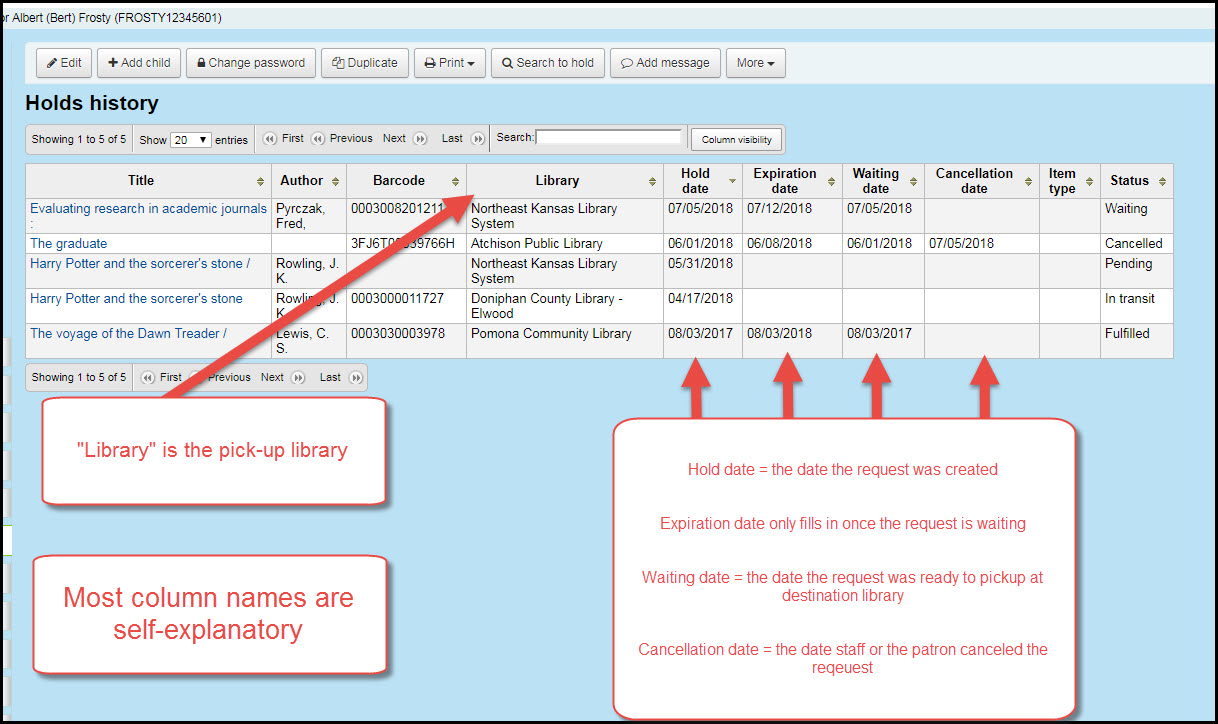 or Albert (Bert) Frosty (FROSTY12345601)
Edit Add child Change password Duplicate Print Search to hold Add message More
Holds history
Showing 1 to 5 of 5 Show 20 entries First Previous Next Last Search: Column visibility
Title Author Barcode Library Hold date Expiration date Waiting date Cancellation date Item type Status
Evaluating research in academic journals : Pyrczak, Fred, 0003008201211 Northeast Kansas Library System 07/05/2018 07/12/2018 07/05/2018 Waiting
The graduate Atchison Public Library 06/01/2018 06/08/2018 06/01/2018 07/05/2018 Cancelled
Harry Potter and the sorcerer's stone / Rowling, J. K. Northeast Kansas Library System 05/31/2018 Pending
Harry Potter and the sorcerer's stone Rowling, J. K. 0003000011727 Doniphan County Library - Elwood 04/17/2018 In transit
The voyage of the Dawn Treader / Lewis, C. S. 0003030003978 Pomona Community Library 08/03/2017 08/03/2018 08/03/2017 Fulfilled
Showing 1 to 5 of 5 First Previous Next Last
"Library" is the pick-up library
Most column names are
self-explanatory
Hold date = the date the request was created
Expiration date only fills in once the request is waiting
Waiting date = the date the request was ready to pickup at
destination library
Cancellation date = the date staff or the patron canceled the
reqeuest